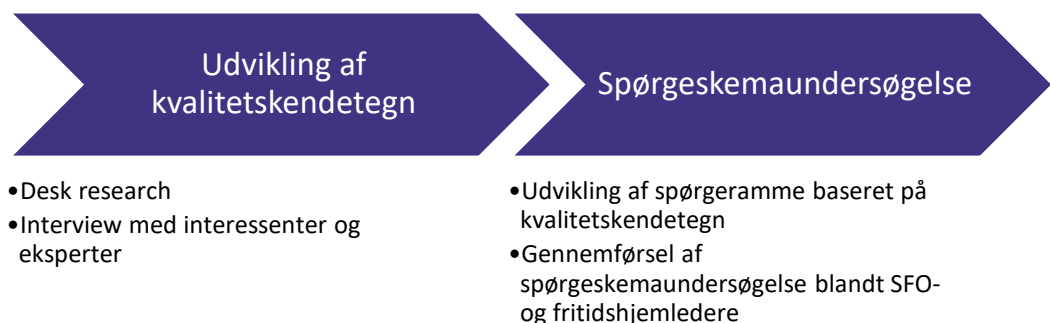 Udvikling af
kvalitetskendetegn
Spørgeskemaundersøgelse
•Desk research
•Interview med interessenter og
eksperter
•Udvikling af spørgeramme baseret på
kvalitetskendetegn
•Gennemførsel af
spørgeskemaundersøgelse blandt SFO-
og fritidshjemledere